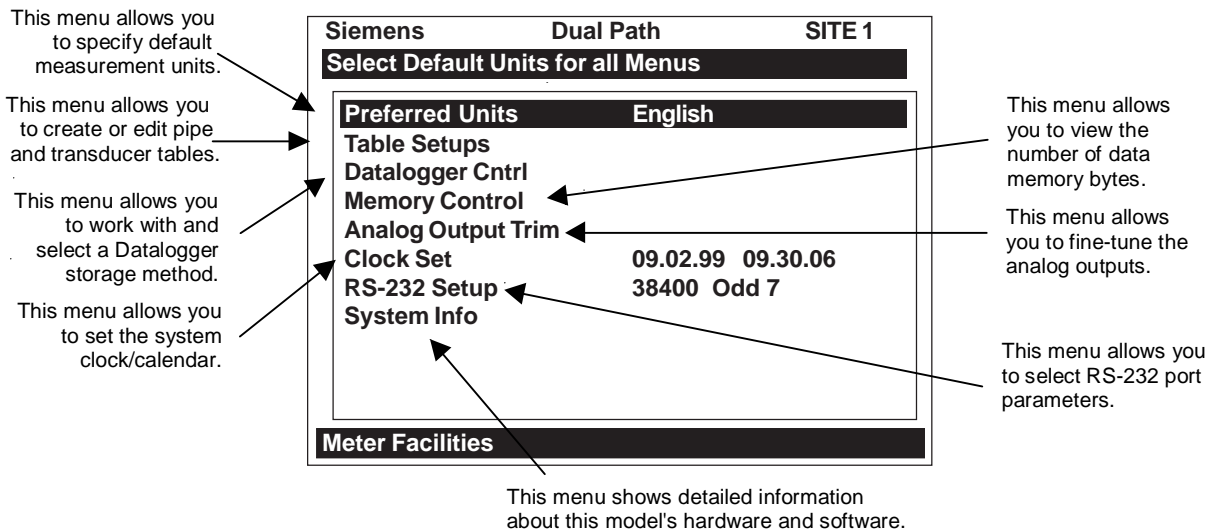 This menu allows you
to specify default
measurement units.
This menu allows you
to create or edit pipe
and transducer tables.
This menu allows you
to work with and
select a Datalogger
storage method.
This menu allows you
to set the system
clock/calendar.
Siemens Dual Path SITE 1
Select Default Units for all Menus
Preferred Units English
Table Setups
Datalogger Cntrl
Memory Control
Analog Output Trim
Clock Set 09.02.99 09.30.06
RS-232 Setup 38400 Odd 7
System Info
Meter Facilities
This menu allows
you to view the
number of data
memory bytes.
This menu allows
you to fine-tune the
analog outputs.
This menu allows you
to select RS-232 port
parameters.
This menu shows detailed information
about this model's hardware and software.